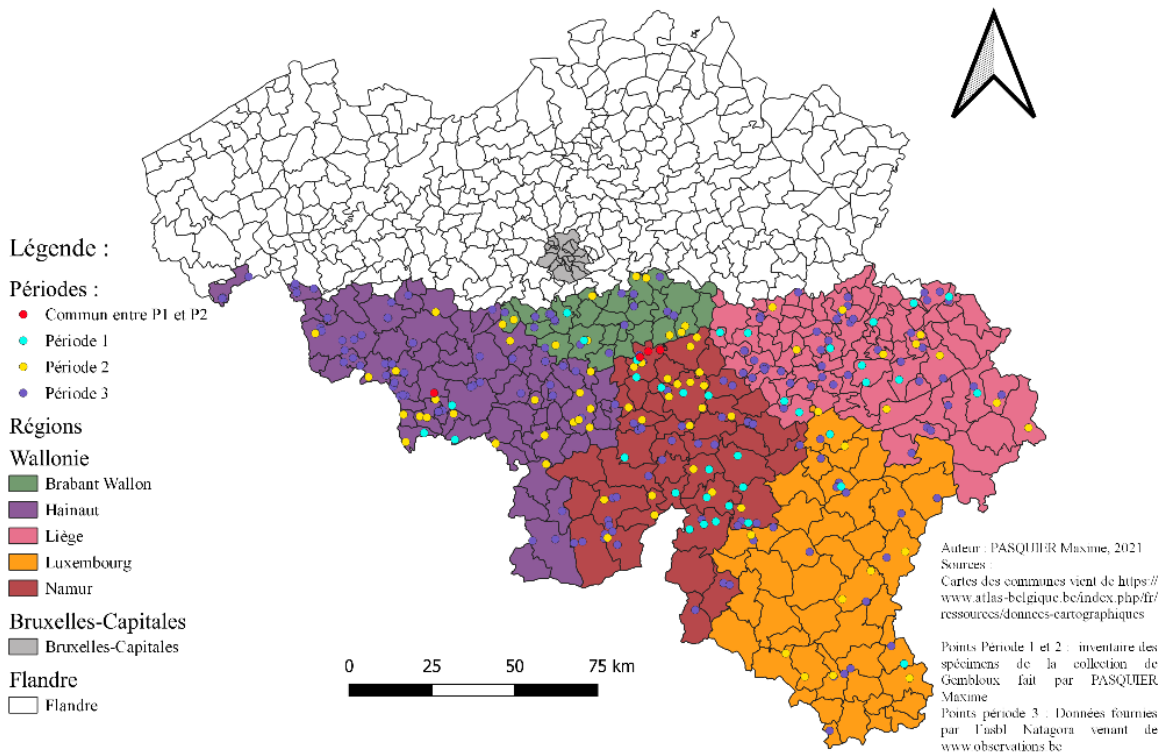 Légende :
Périodes :
Commun entre P1 et P2
Période 1
Période 2
Période 3
Régions
Wallonie
Brabant Wallon
Hainaut
Liège
Luxembourg
Namur
Bruxelles-Capitales
Bruxelles-Capitales
Flandre
Flandre
0 25 50 75 km
Auteur : PASQUIER Maxime, 2021
Sources :
Cartes des communes vient de https://
www.atlas-belgique.be/index.php/fr/
ressources/donnees-cartographiques
Points Période 1 et 2 : inventaire des
spécimens de la collection de
Gembloux fait par PASQUIER
Maxime
Points période 3 : Données fournies
par l'asbl Natagora venant de
www.observations.be